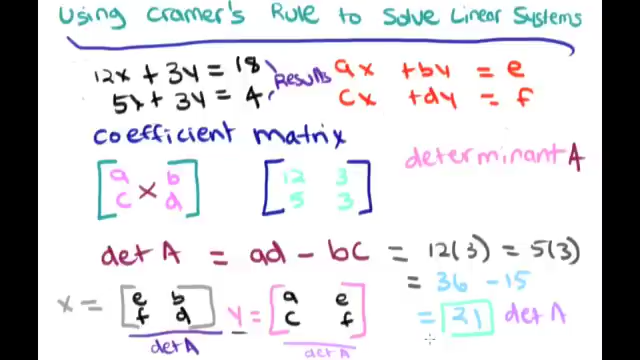 Using Cramer's Rule to Solve Linear Systems
12x + 3y = 18
5x + 3y = 4
Results
ax + by = e
cx + dy = f
coefficient matrix
determinant A
a b
c d
12 3
5 3
det A = ad - bc = 12(3) = 5(3)
= 36 - 15
= 21 det A
x = e b
f d
det A
y = a e
c f
det A